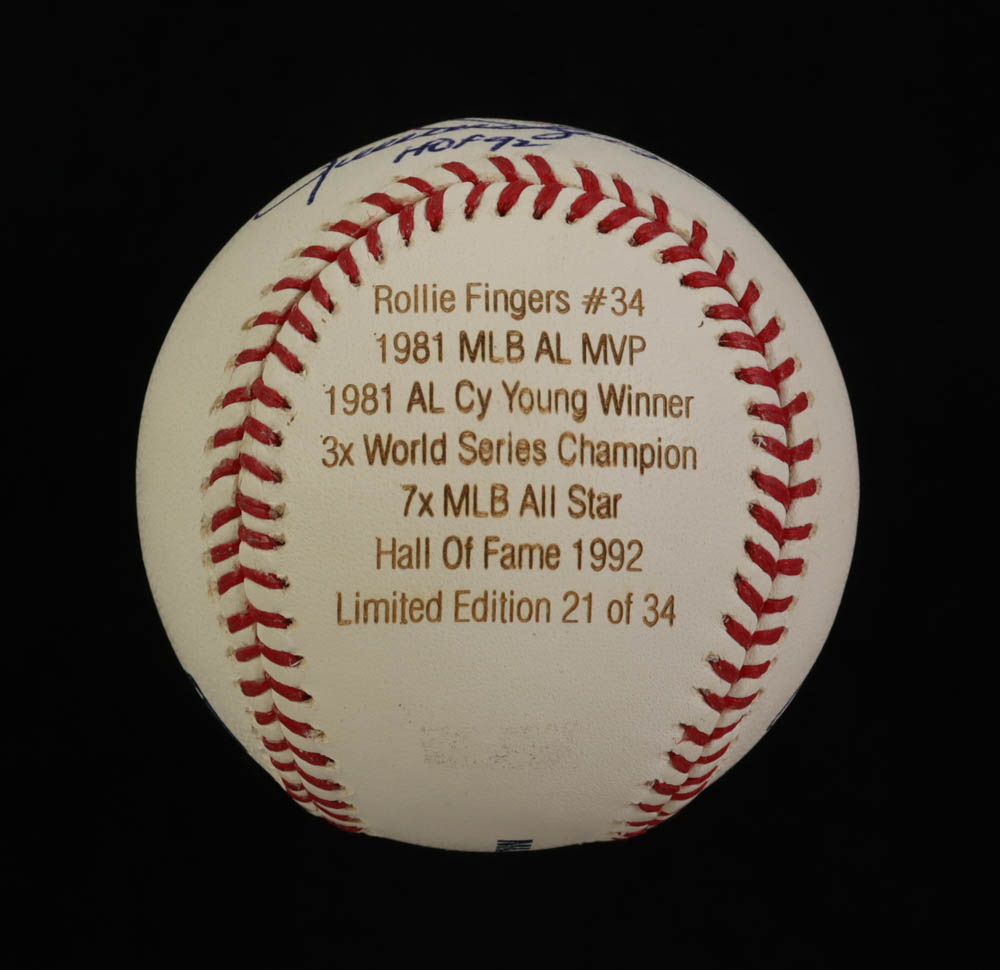 HOF 92
Rollie Fingers #34
1981 MLB AL MVP
1981 AL Cy Young Winner
3x World Series Champion
7x MLB All Star
Hall Of Fame 1992
Limited Edition 21 of 34